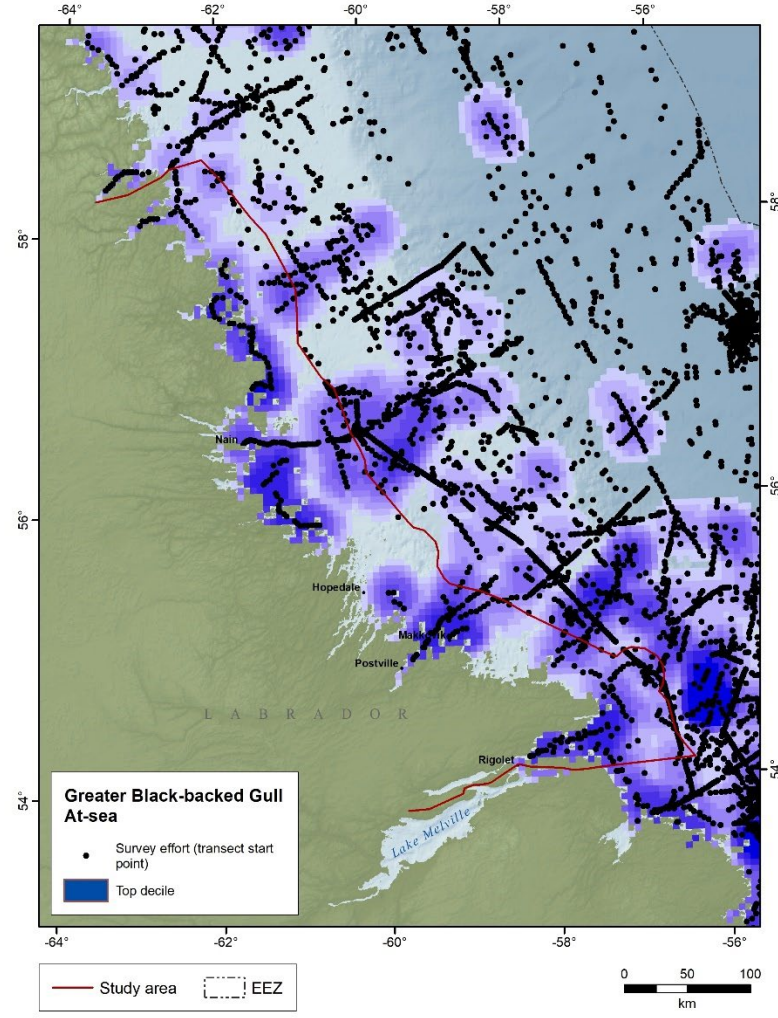 -64° -62° -60° -58° -56°
58° 58°
Nain
56° 56°
Hopedale
Postville
LABRADOR
Rigolet 54°
54°
Lake Melville
Greater Black-backed Gull
At-sea
Survey effort (transect start
point)
Top decile
-64° -62° -60° -58° -56°
Study area EEZ
0 50 100
km